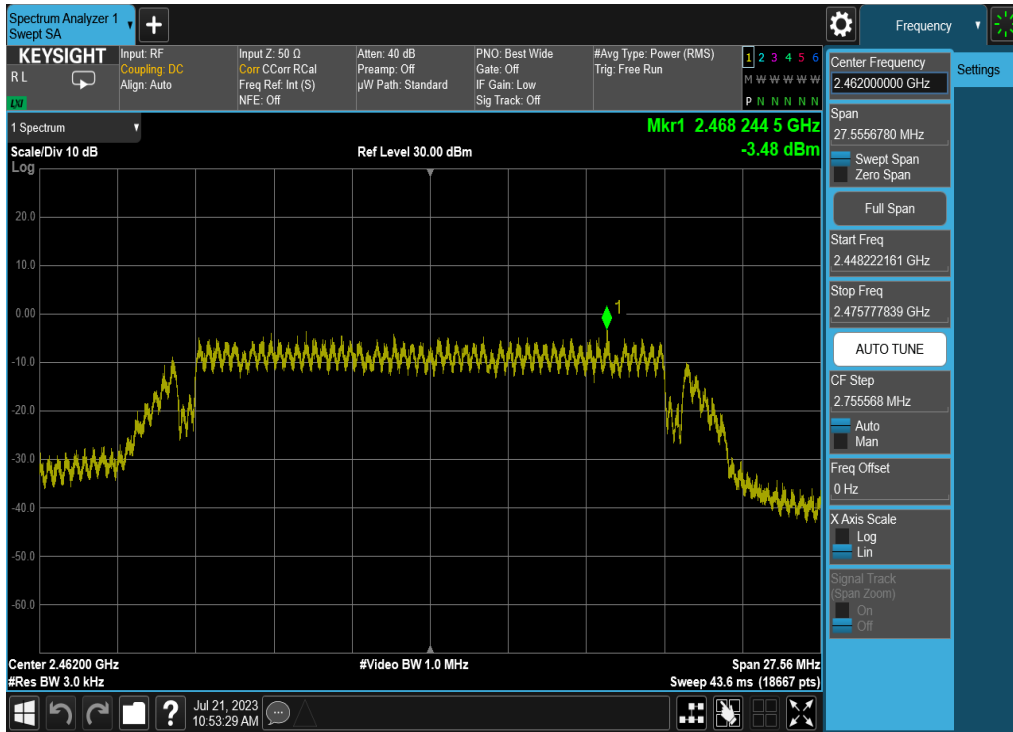 Spectrum Analyzer 1
Swept SA
Frequency
KEYSIGHT
R L
LXI
Input: RF
Coupling: DC
Align: Auto
Input Z: 50 Ω
Corr CCorr RCal
Freq Ref: Int (S)
NFE: Off
Atten: 40 dB
Preamp: Off
µW Path: Standard
PNO: Best Wide
Gate: Off
IF Gain: Low
Sig Track: Off
#Avg Type: Power (RMS)
Trig: Free Run
1 2 3 4 5 6
M W W W W W
P N N N N N
1 Spectrum
Scale/Div 10 dB
Log
Ref Level 30.00 dBm
Mkr1 2.468 244 5 GHz
-3.48 dBm
20.0
10.0
0.00
-10.0
-20.0
-30.0
-40.0
-50.0
-60.0
1
Center 2.46200 GHz
#Res BW 3.0 kHz
#Video BW 1.0 MHz
Span 27.56 MHz
Sweep 43.6 ms (18667 pts)
Center Frequency
2.462000000 GHz
Settings
Span
27.5556780 MHz
Swept Span
Zero Span
Full Span
Start Freq
2.448222161 GHz
Stop Freq
2.475777839 GHz
AUTO TUNE
CF Step
2.755568 MHz
Auto
Man
Freq Offset
0 Hz
X Axis Scale
Log
Lin
Signal Track
(Span Zoom)
On
Off
?
Jul 21, 2023
10:53:29 AM